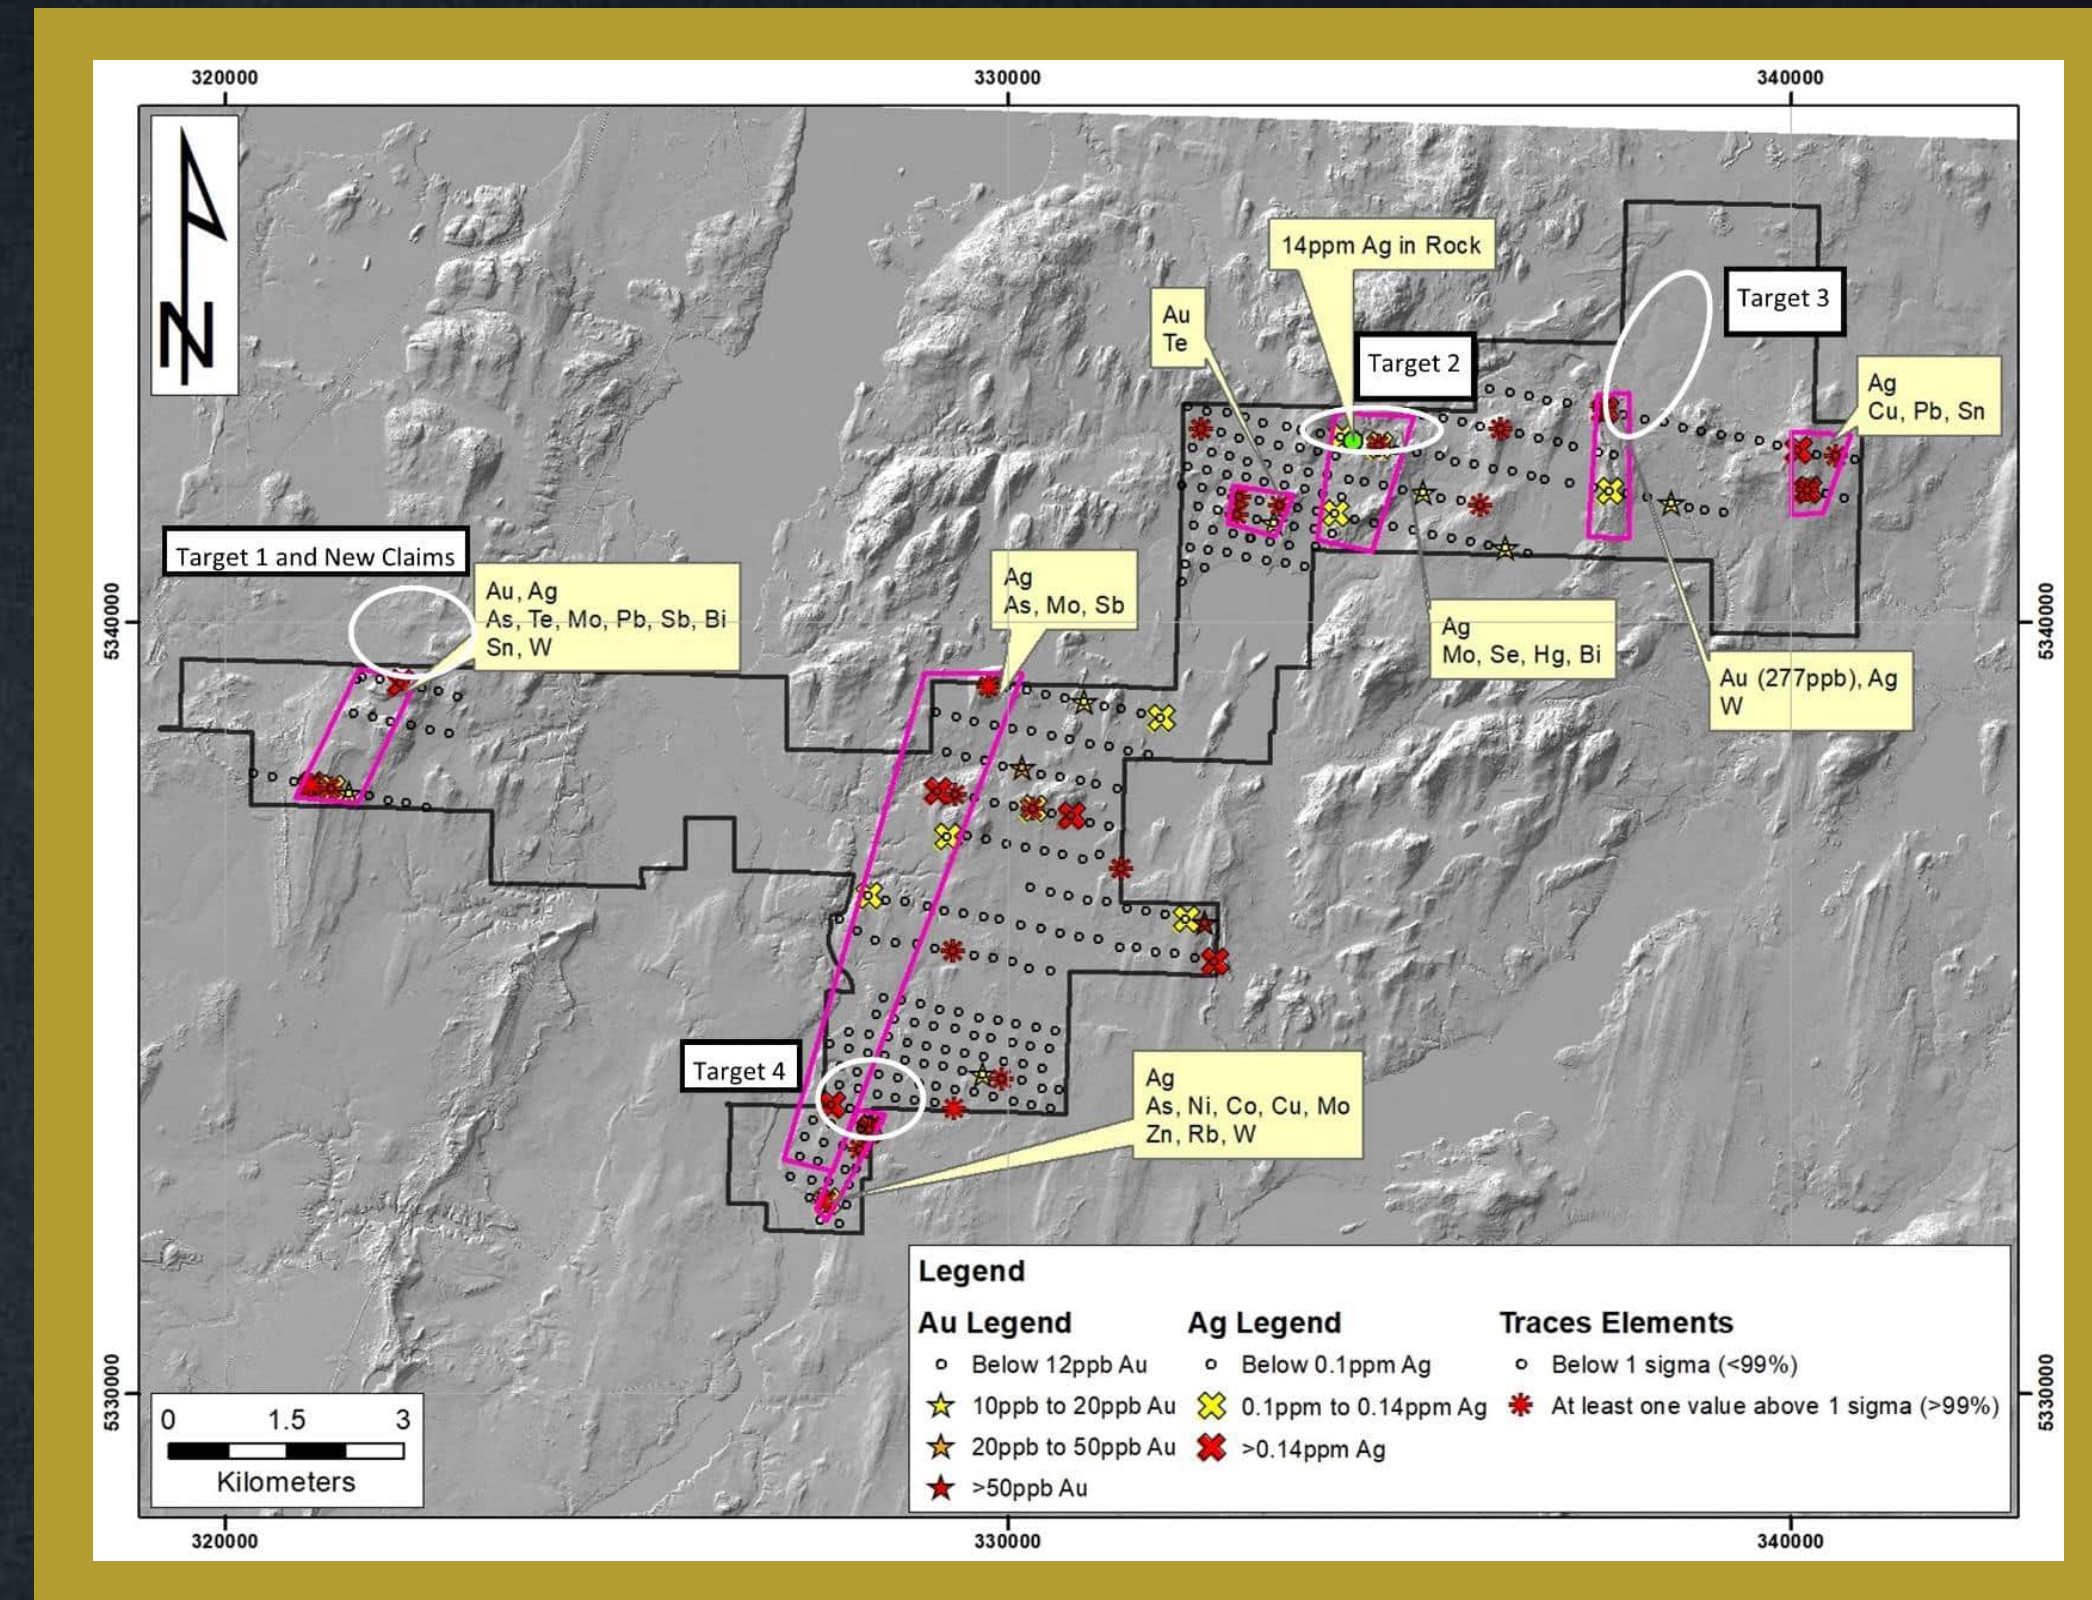 320000
330000
340000
N
14ppm Ag in Rock
Target 3
Au
Te
Target 2
Ag
Cu, Pb, Sn
Target 1 and New Claims
Au, Ag
As, Te, Mo, Pb, Sb, Bi
Sn, W
Ag
As, Mo, Sb
5340000
5340000
Ag
Mo, Se, Hg, Bi
Au (277ppb), Ag
W
Target 4
Ag
As, Ni, Co, Cu, Mo
Zn, Rb, W
Legend
Au Legend
Below 12ppb Au
10ppb to 20ppb Au
20ppb to 50ppb Au
>50ppb Au
Ag Legend
Below 0.1ppm Ag
0.1ppm to 0.14ppm Ag
>0.14ppm Ag
Traces Elements
Below 1 sigma (<99%)
At least one value above 1 sigma (>99%)
5330000
5330000
0 1.5 3
Kilometers
320000
330000
340000